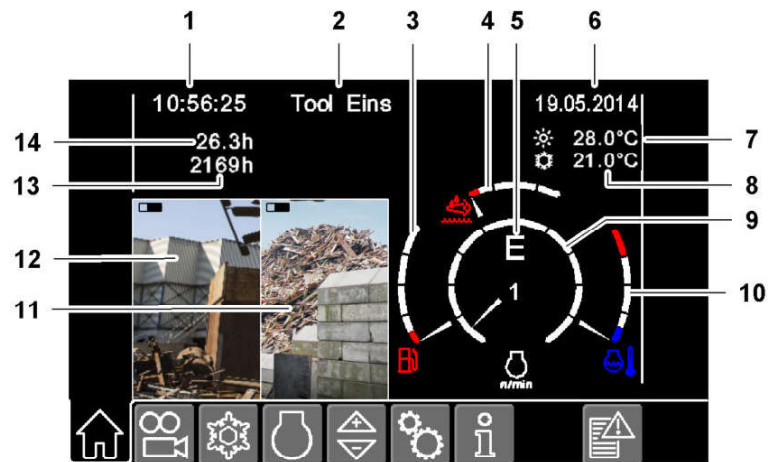 1 2 3 4 5 6
10:56:25 Tool Eins 19.05.2014
14 26.3h 28.0°C 7
13 2169h 21.0°C 8
12 E 9
11 1 10
n/min